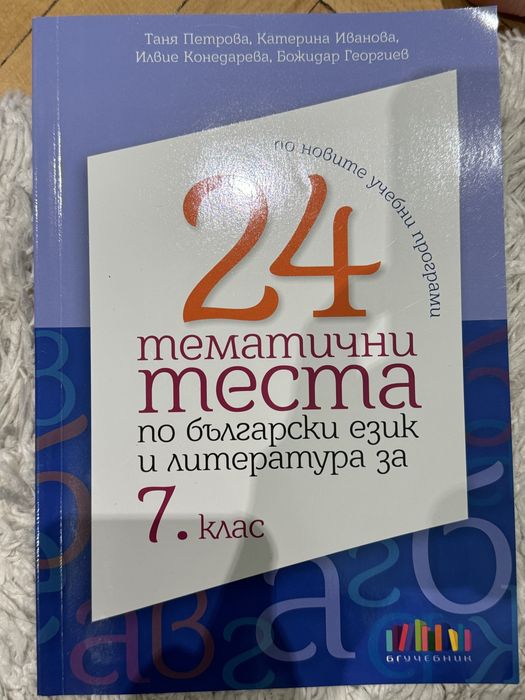 Таня Петрова, Катерина Иванова,
Илвие Конедарева, Божидар Георгиев
по новите учебни програми
24
тематични
теста
по български език
и литература за
7. клас
БГУЧЕБНИК